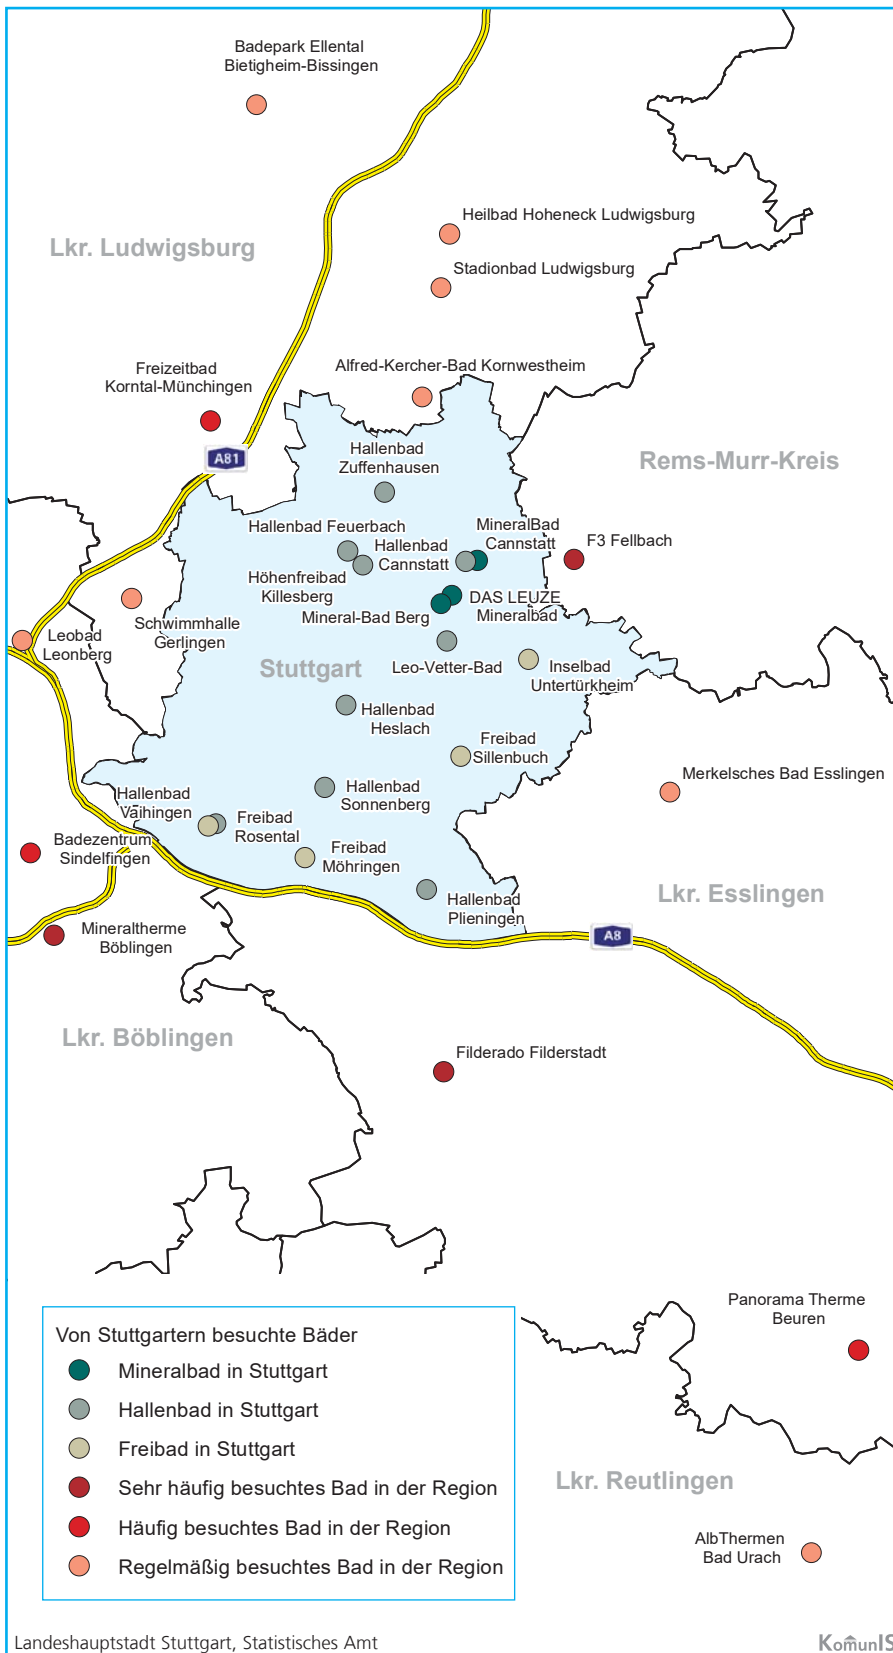 Badepark Ellental
Bietigheim-Bissingen
Heilbad Hoheneck Ludwigsburg
Lkr. Ludwigsburg
Stadionbad Ludwigsburg
Freizeitbad
Korntal-Münchingen
Alfred-Kercher-Bad Kornwestheim
A81
Hallenbad
Zuffenhausen
Rems-Murr-Kreis
Hallenbad Feuerbach
MineralBad
Cannstatt
Hallenbad
Cannstatt
F3 Fellbach
Höhenfreibad
Killesberg
DAS LEUZE
Mineralbad
Mineral-Bad Berg
Schwimmhalle
Gerlingen
Leobad
Leonberg
Stuttgart
Leo-Vetter-Bad
Inselbad
Untertürkheim
Hallenbad
Heslach
Freibad
Sillenbuch
Merkelsches Bad Esslingen
Hallenbad
Sonnenberg
Hallenbad
Vaihingen
Freibad
Rosental
Badezentrum
Sindelfingen
Freibad
Möhringen
Lkr. Esslingen
Hallenbad
Plieningen
Mineraltherme
Böblingen
A8
Lkr. Böblingen
Filderado Filderstadt
Panorama Therme
Beuren
Von Stuttgartern besuchte Bäder
Mineralbad in Stuttgart
Hallenbad in Stuttgart
Freibad in Stuttgart
Sehr häufig besuchtes Bad in der Region
Häufig besuchtes Bad in der Region
Regelmäßig besuchtes Bad in der Region
Lkr. Reutlingen
AlbThermen
Bad Urach
Landeshauptstadt Stuttgart, Statistisches Amt
KomunIS